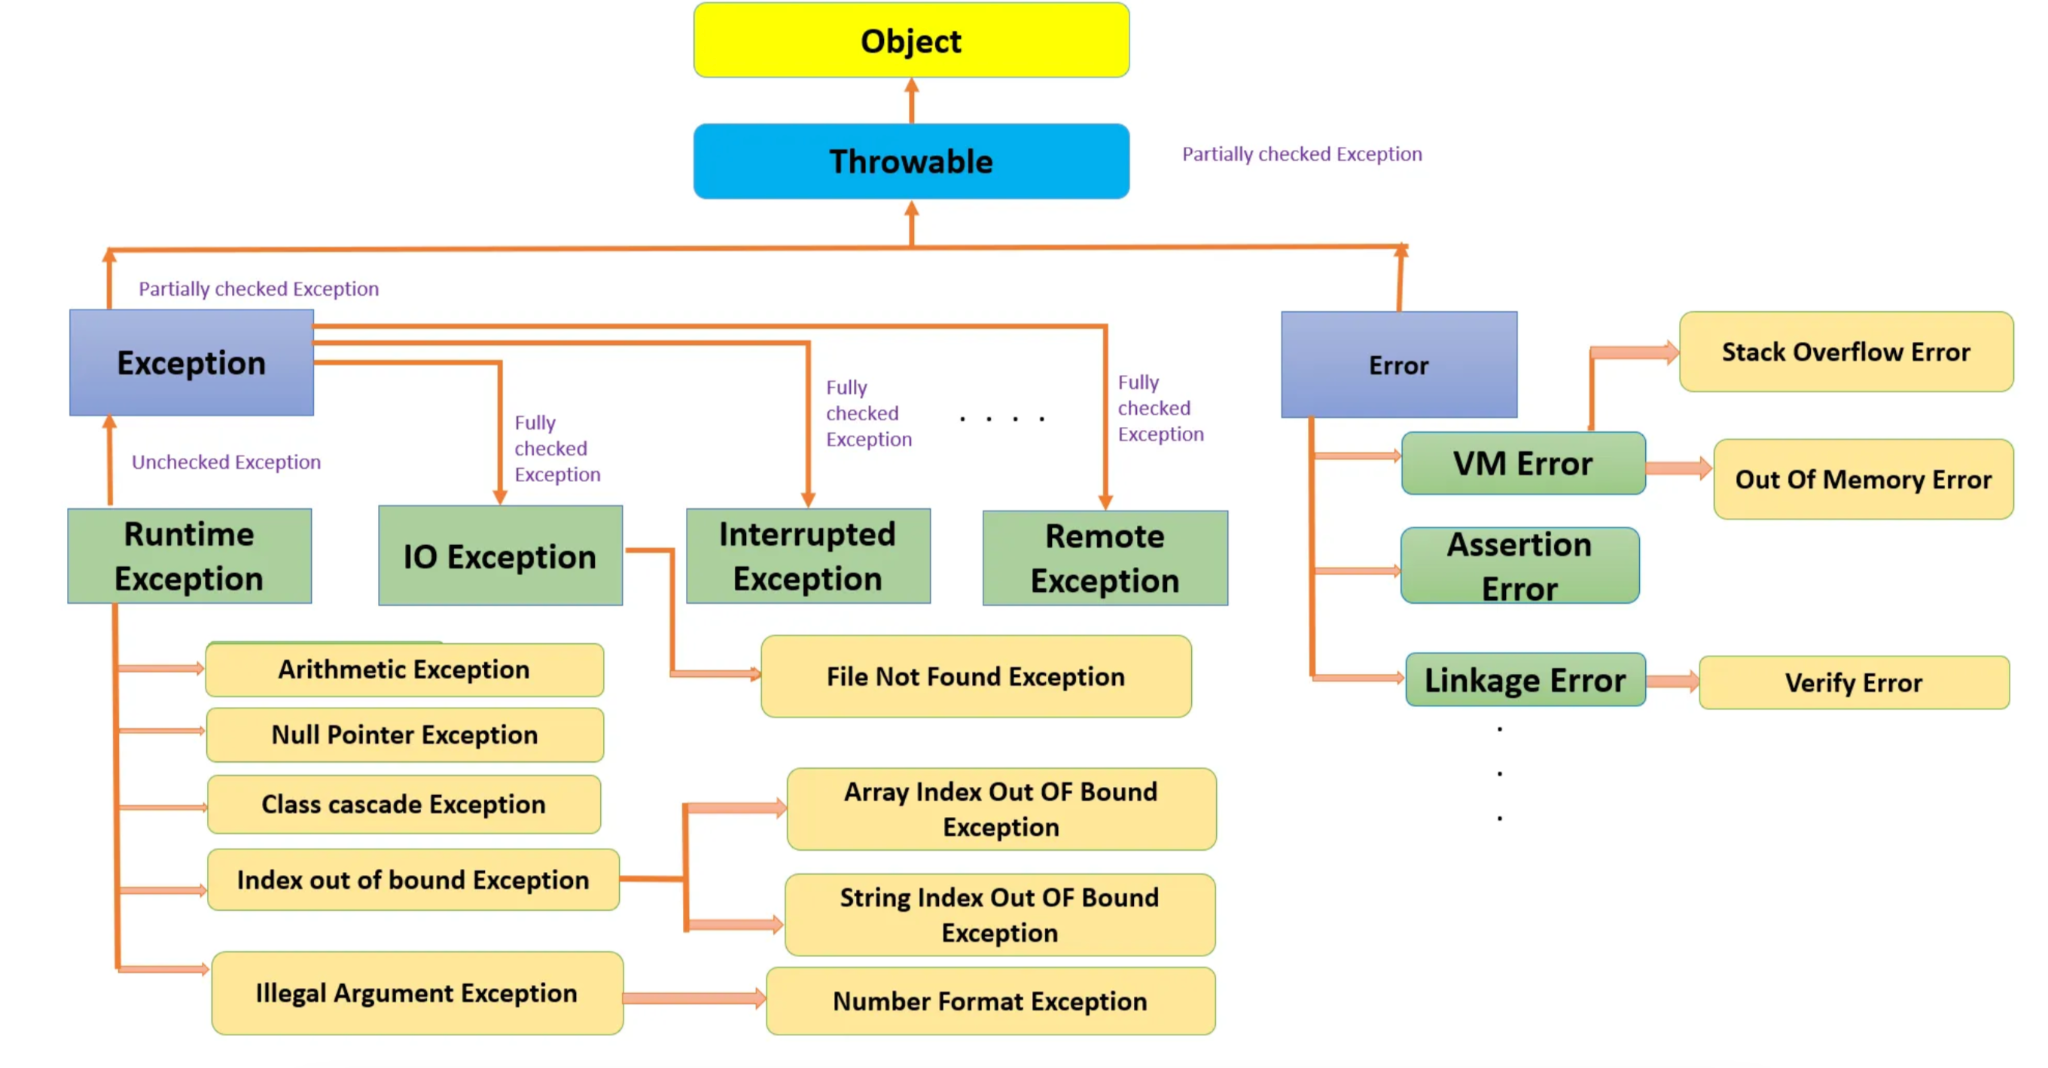 Object
Throwable
Partially checked Exception
Partially checked Exception
Exception
Error
Stack Overflow Error
Fully
checked
Exception
. . . .
Fully
checked
Exception
Fully
checked
Exception
Unchecked Exception
VM Error
Out Of Memory Error
Runtime
Exception
IO Exception
Interrupted
Exception
Remote
Exception
Assertion
Error
Arithmetic Exception
File Not Found Exception
Linkage Error
Verify Error
.
.
.
Null Pointer Exception
Class cascade Exception
Array Index Out OF Bound
Exception
Index out of bound Exception
String Index Out OF Bound
Exception
Illegal Argument Exception
Number Format Exception